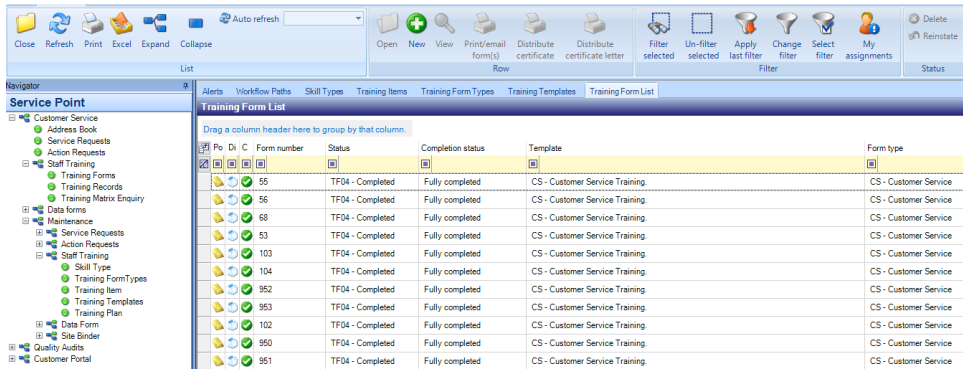 Auto refresh
Close Refresh Print Excel Expand Collapse
Open New View Print/email form(s) Distribute certificate Distribute certificate letter
Filter selected Un-filter selected Apply last filter Change filter Select filter My assignments
Delete
Reinstate
List Row Filter Status
Navigator
Service Point
Customer Service
Address Book
Service Requests
Action Requests
Staff Training
Training Forms
Training Records
Training Matrix Enquiry
Data forms
Maintenance
Service Requests
Action Requests
Staff Training
Skill Type
Training FormTypes
Training Item
Training Templates
Training Plan
Data Form
Site Binder
Quality Audits
Customer Portal
Alerts Workflow Paths Skill Types Training Items Training Form Types Training Templates Training Form List
Training Form List
Drag a column header here to group by that column.
Po Di C Form number Status Completion status Template Form type
55 TF04 - Completed Fully completed CS - Customer Service Training. CS - Customer Service
56 TF04 - Completed Fully completed CS - Customer Service Training. CS - Customer Service
68 TF04 - Completed Fully completed CS - Customer Service Training. CS - Customer Service
53 TF04 - Completed Fully completed CS - Customer Service Training. CS - Customer Service
103 TF04 - Completed Fully completed CS - Customer Service Training. CS - Customer Service
104 TF04 - Completed Fully completed CS - Customer Service Training. CS - Customer Service
952 TF04 - Completed Fully completed CS - Customer Service Training. CS - Customer Service
953 TF04 - Completed Fully completed CS - Customer Service Training. CS - Customer Service
102 TF04 - Completed Fully completed CS - Customer Service Training. CS - Customer Service
950 TF04 - Completed Fully completed CS - Customer Service Training. CS - Customer Service
951 TF04 - Completed Fully completed CS - Customer Service Training. CS - Customer Service